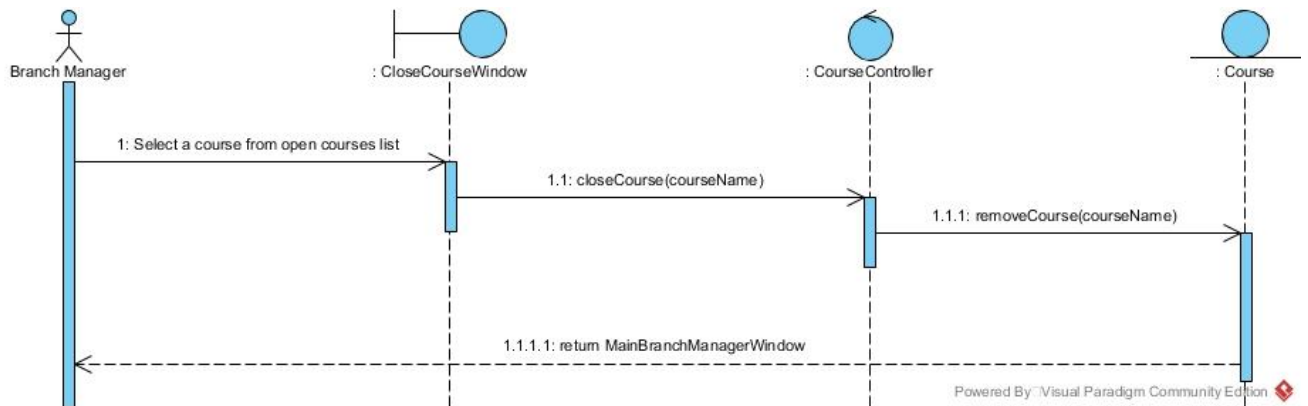 Branch Manager
: CloseCourseWindow
: CourseController
: Course
1: Select a course from open courses list
1.1: closeCourse(courseName)
1.1.1: removeCourse(courseName)
1.1.1.1: return MainBranchManagerWindow
Powered By□Visual Paradigm Community Edition